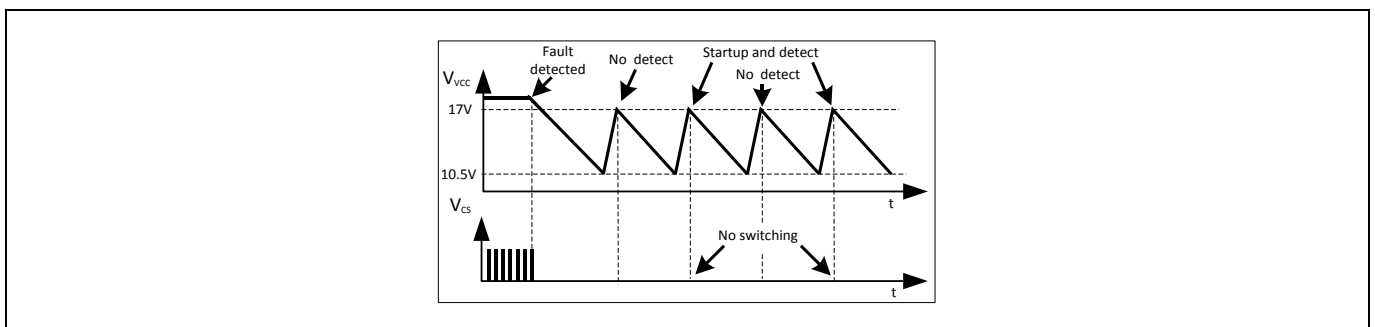 Fault
detected
No detect
Startup and detect
No detect
VVCC
17V
10.5V
t
VCS
No switching
t